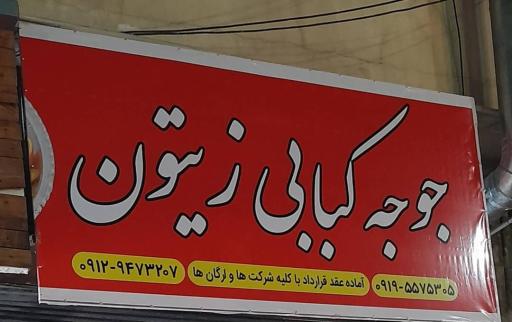 جوجه کبابی زیتون
۰۹۱۹-۵۵۷۵۳۰۵ آماده عقد قرارداد با کلیه شرکت ها و ارگان ها ۰۹۱۲-۹۴۷۳۲۰۷